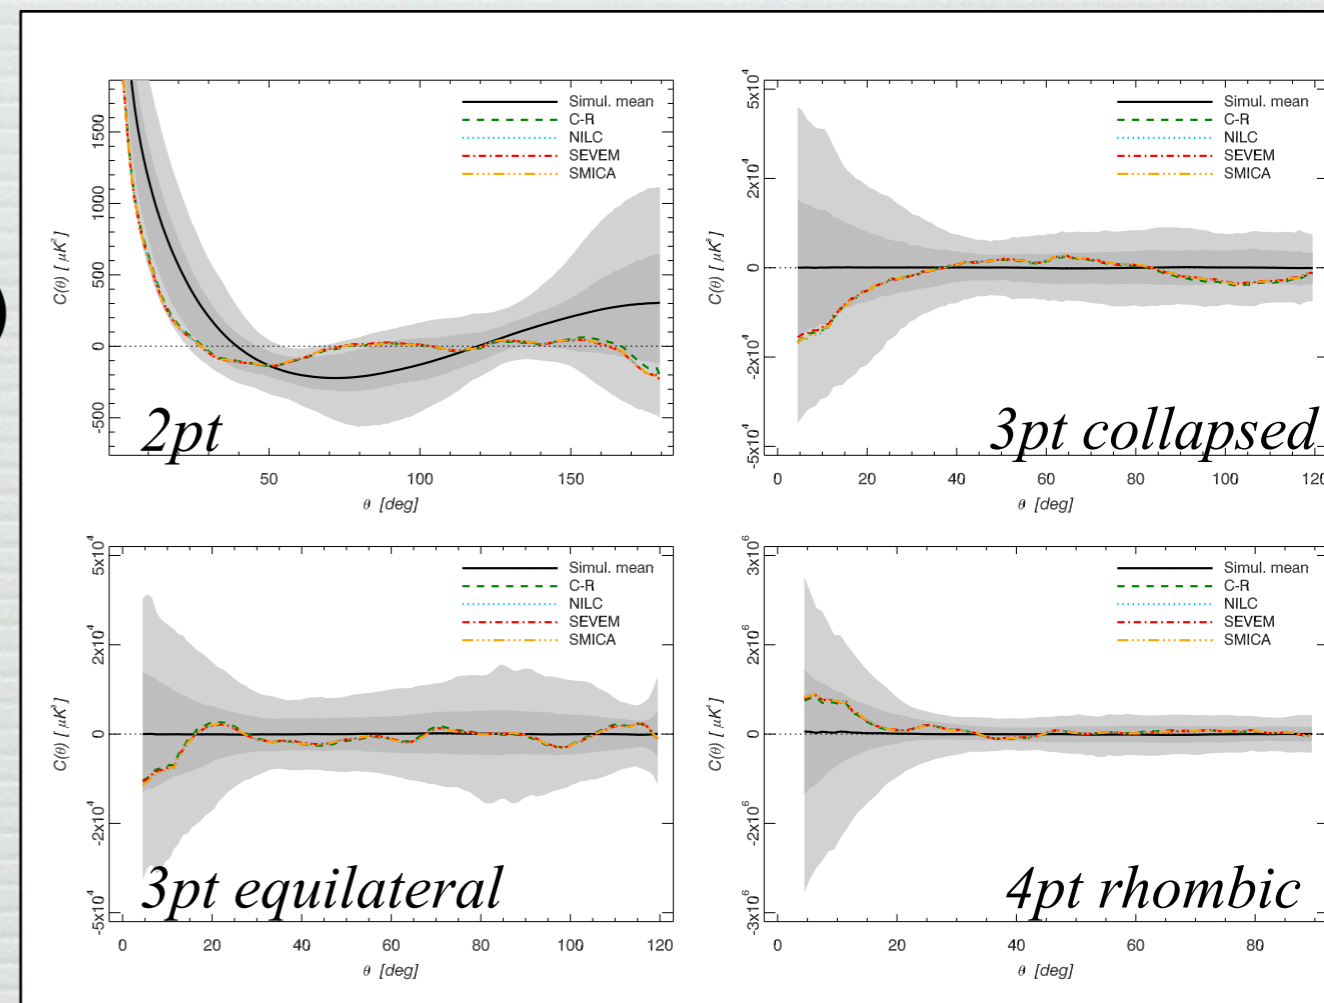 Simul. mean
C-R
NILC
SEVEM
SMICA
1500
1000
500
0
-500
C(θ) [ μK² ]
2pt
50 100 150
θ [deg]
Simul. mean
C-R
NILC
SEVEM
SMICA
5x10⁴
2x10⁴
0
-2x10⁴
-5x10⁴
C(θ) [ μK³ ]
3pt collapsed
0 20 40 60 80 100 120
θ [deg]
Simul. mean
C-R
NILC
SEVEM
SMICA
5x10⁴
2x10⁴
0
-2x10⁴
-5x10⁴
C(θ) [ μK³ ]
3pt equilateral
0 20 40 60 80 100 120
θ [deg]
Simul. mean
C-R
NILC
SEVEM
SMICA
3x10⁶
2x10⁶
0
-2x10⁶
-3x10⁶
C(θ) [ μK⁴ ]
4pt rhombic
0 20 40 60 80
θ [deg]